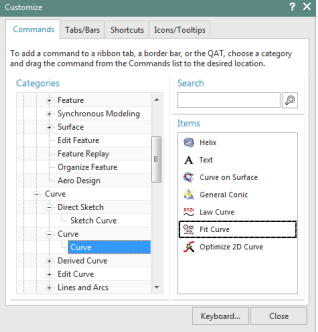 Customize
? X
Commands Tabs/Bars Shortcuts Icons/Tooltips
To add a command to a ribbon tab, a border bar, or the QAT, choose a category
and drag the command from the Commands list to the desired location.
Categories
Feature
Synchronous Modeling
Surface
Edit Feature
Feature Replay
Organize Feature
Aero Design
Curve
Direct Sketch
Sketch Curve
Curve
Curve
Derived Curve
Edit Curve
Lines and Arcs
Search
Items
Helix
A Text
Curve on Surface
General Conic
XYZ= Law Curve
Fit Curve
Optimize 2D Curve
Keyboard... Close